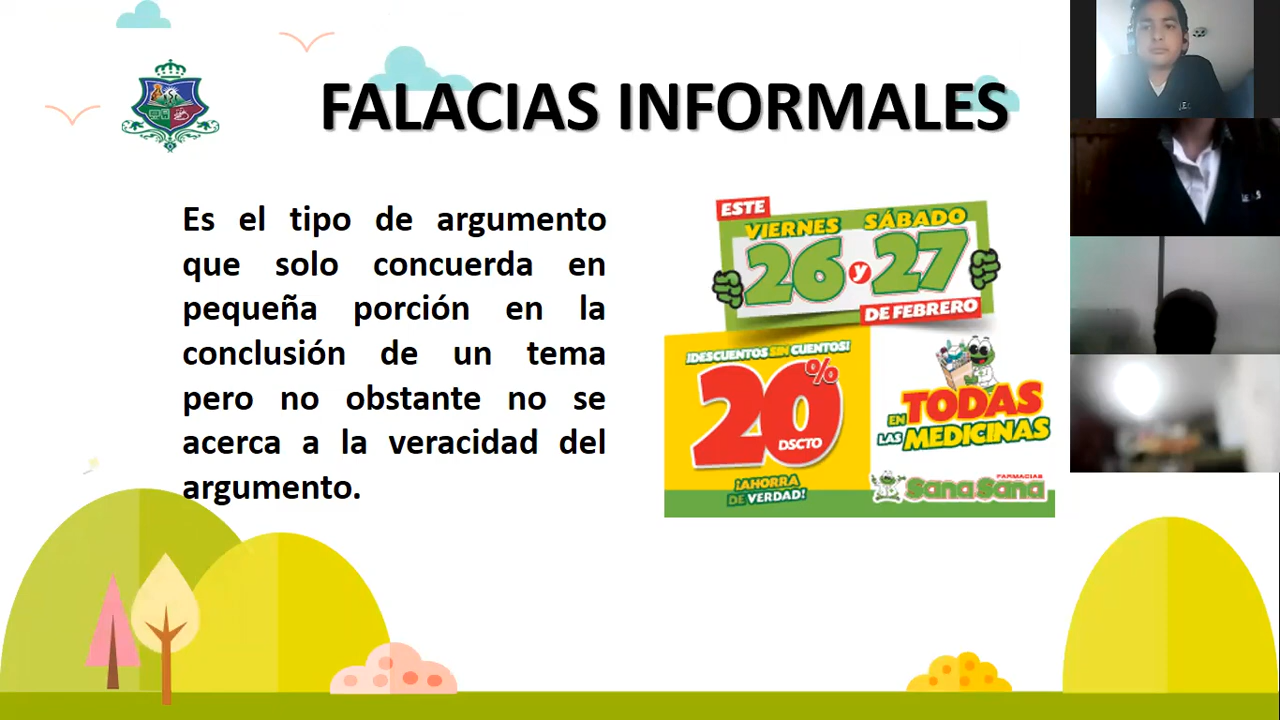 FALACIAS INFORMALES
Es el tipo de argumento
que solo concuerda en
pequeña porción en la
conclusión de un tema
pero no obstante no se
acerca a la veracidad del
argumento.
ESTE
VIERNES SÁBADO
26 y 27
DE FEBRERO
¡DESCUENTOS SIN CUENTOS!
20%
DSCTO
¡AHORRA
DE VERDAD!
EN TODAS
LAS MEDICINAS
FARMACIAS
SanaSana